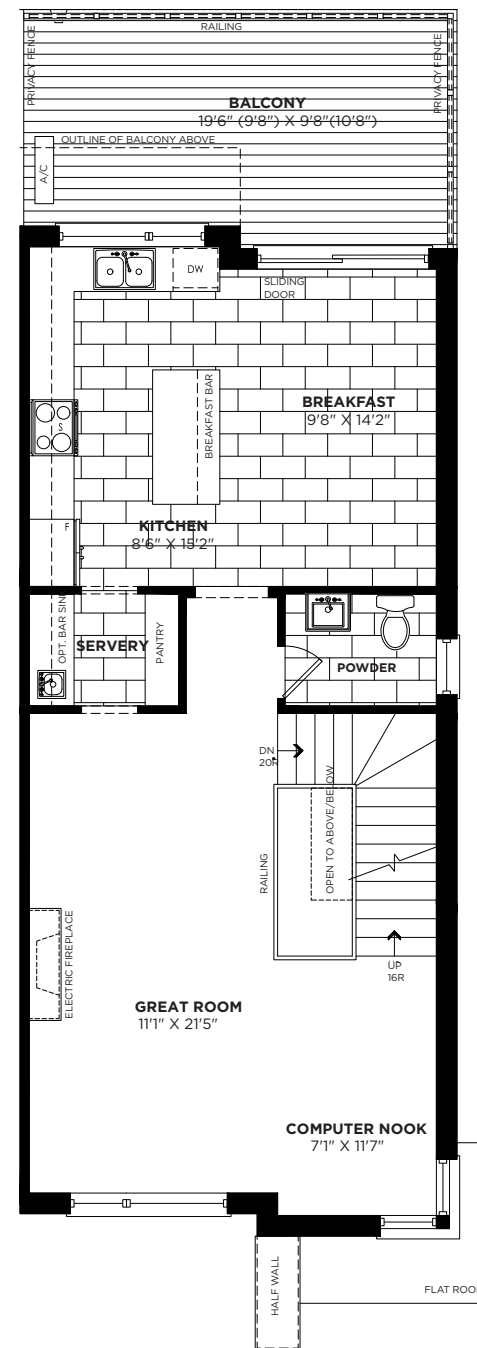 RAILING
PRIVACY FENCE
PRIVACY FENCE
BALCONY
19'6" (9'8") X 9'8"(10'8")
OUTLINE OF BALCONY ABOVE
A/C
DW
SLIDING
DOOR
BREAKFAST BAR
BREAKFAST
9'8" X 14'2"
S
F
KITCHEN
8'6" X 15'2"
OPT. BAR SIN
SERVERY
PANTRY
POWDER
DN
20R
OPEN TO ABOVE/BELOW
RAILING
ELECTRIC FIREPLACE
UP
16R
GREAT ROOM
11'1" X 21'5"
COMPUTER NOOK
7'1" X 11'7"
HALF WALL
FLAT ROO